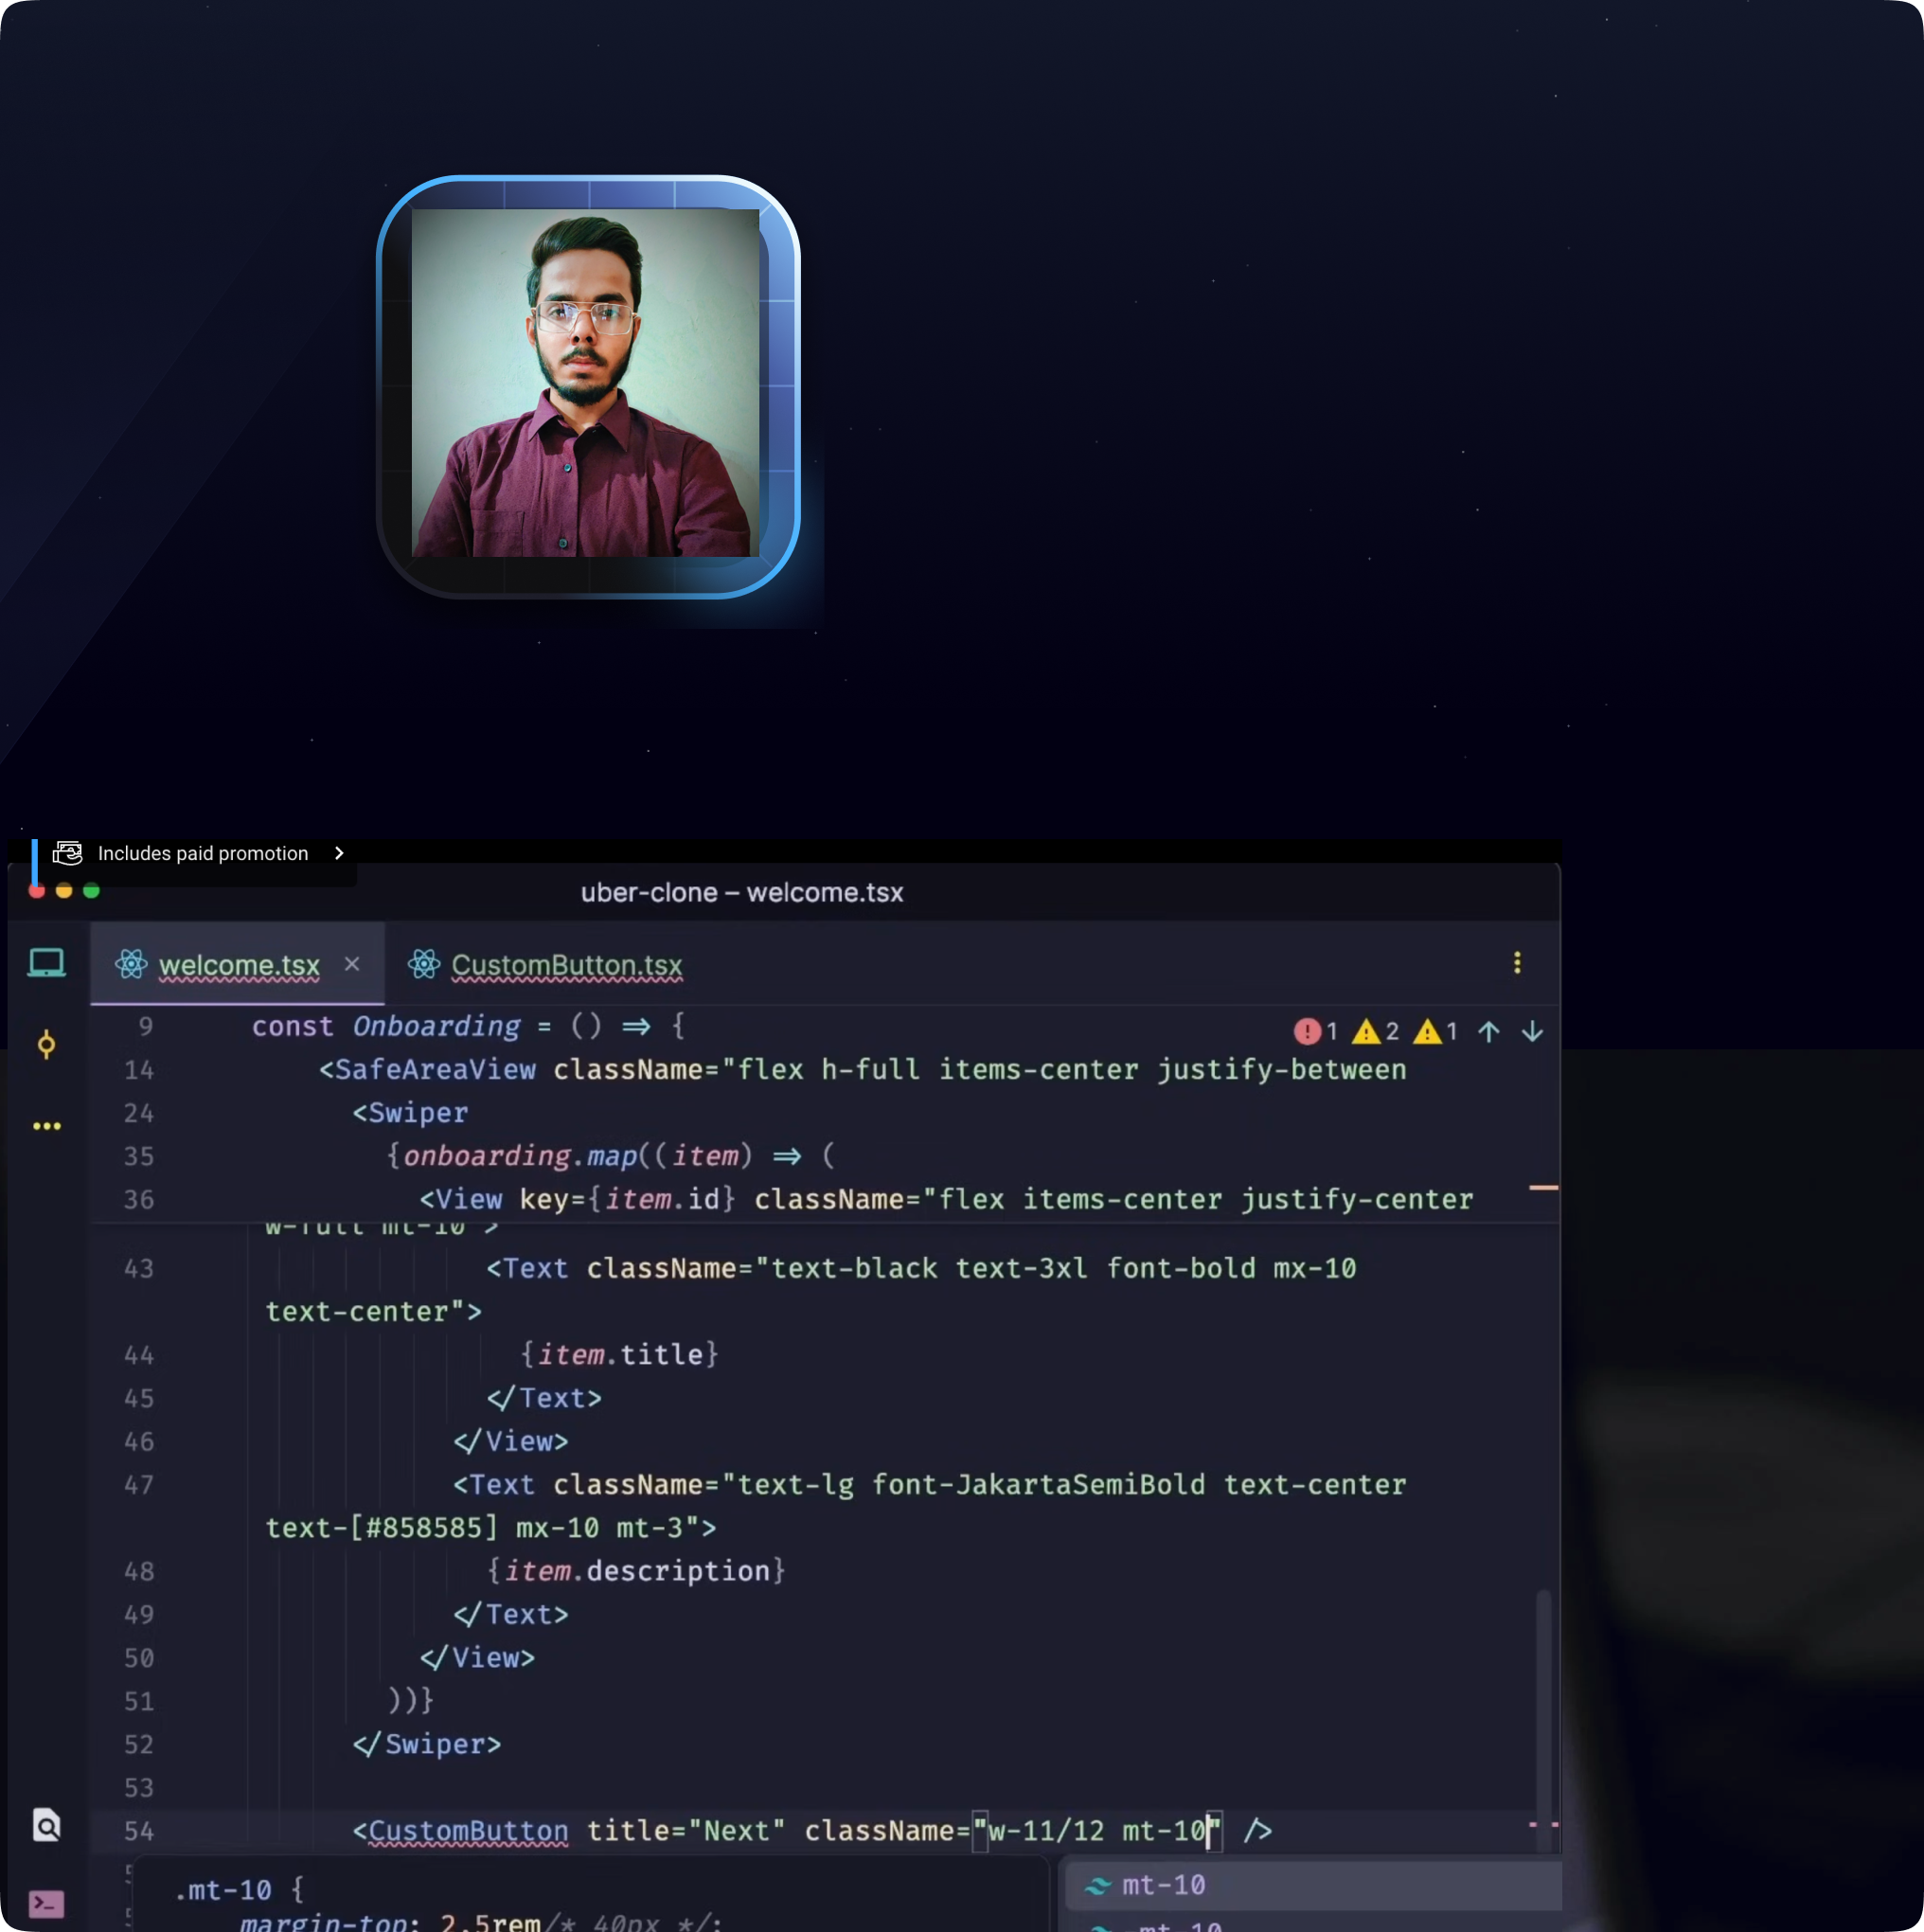 Includes paid promotion
uber-clone – welcome.tsx
welcome.tsx × CustomButton.tsx
9 const Onboarding = () => {
1 2 1
14 <SafeAreaView className="flex h-full items-center justify-between
24 <Swiper
35 {onboarding.map((item) => (
36 <View key={item.id} className="flex items-center justify-center
w-full mt-10">
43 <Text className="text-black text-3xl font-bold mx-10
text-center">
44 {item.title}
45 </Text>
46 </View>
47 <Text className="text-lg font-JakartaSemiBold text-center
text-[#858585] mx-10 mt-3">
48 {item.description}
49 </Text>
50 </View>
51 ))}
52 </Swiper>
53
54 <CustomButton title="Next" className="w-11/12 mt-10" />
.mt-10 {
margin-top: 2.5rem/* 40px */;
mt-10
-mt-10